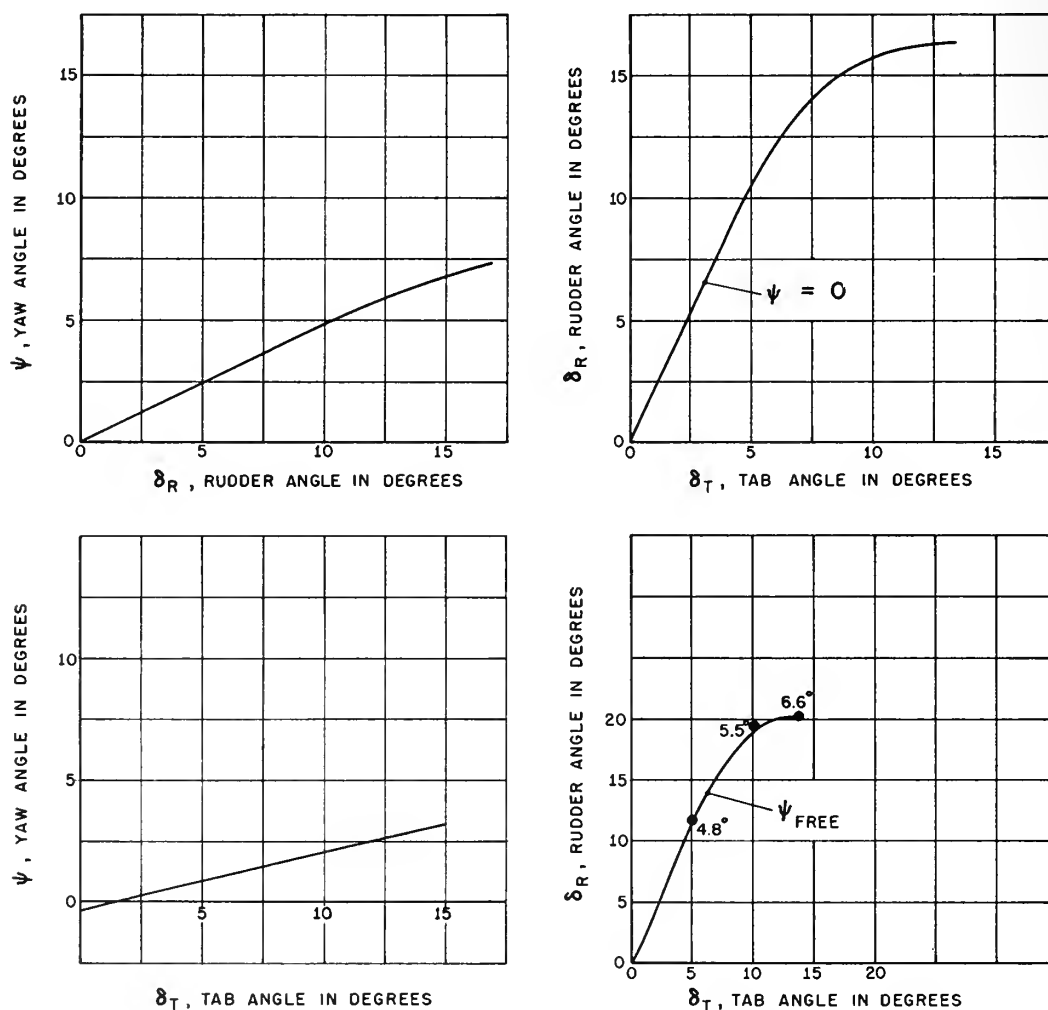 ψ, YAW ANGLE IN DEGREES
15
10
5
0
0 5 10 15
δR, RUDDER ANGLE IN DEGREES
δR, RUDDER ANGLE IN DEGREES
15
10
5
0
ψ = 0
0 5 10 15
δT, TAB ANGLE IN DEGREES
ψ, YAW ANGLE IN DEGREES
10
5
0
5 10 15
δT, TAB ANGLE IN DEGREES
δR, RUDDER ANGLE IN DEGREES
20
15
10
5
0
6.6°
5.5°
4.8°
ψFREE
0 5 10 15 20
δT, TAB ANGLE IN DEGREES